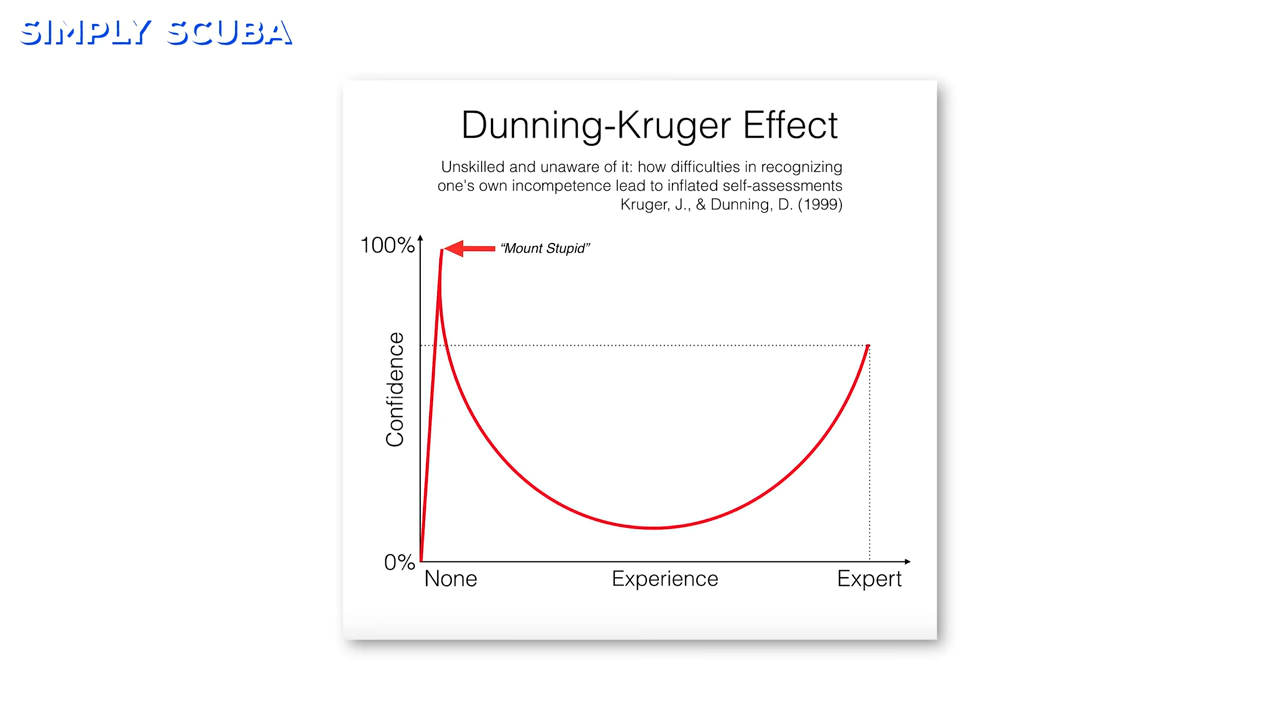 SIMPLY SCUBA
Dunning-Kruger Effect
Unskilled and unaware of it: how difficulties in recognizing
one's own incompetence lead to inflated self-assessments
Kruger, J., & Dunning, D. (1999)
100%
“Mount Stupid”
Confidence
0%
None
Experience
Expert